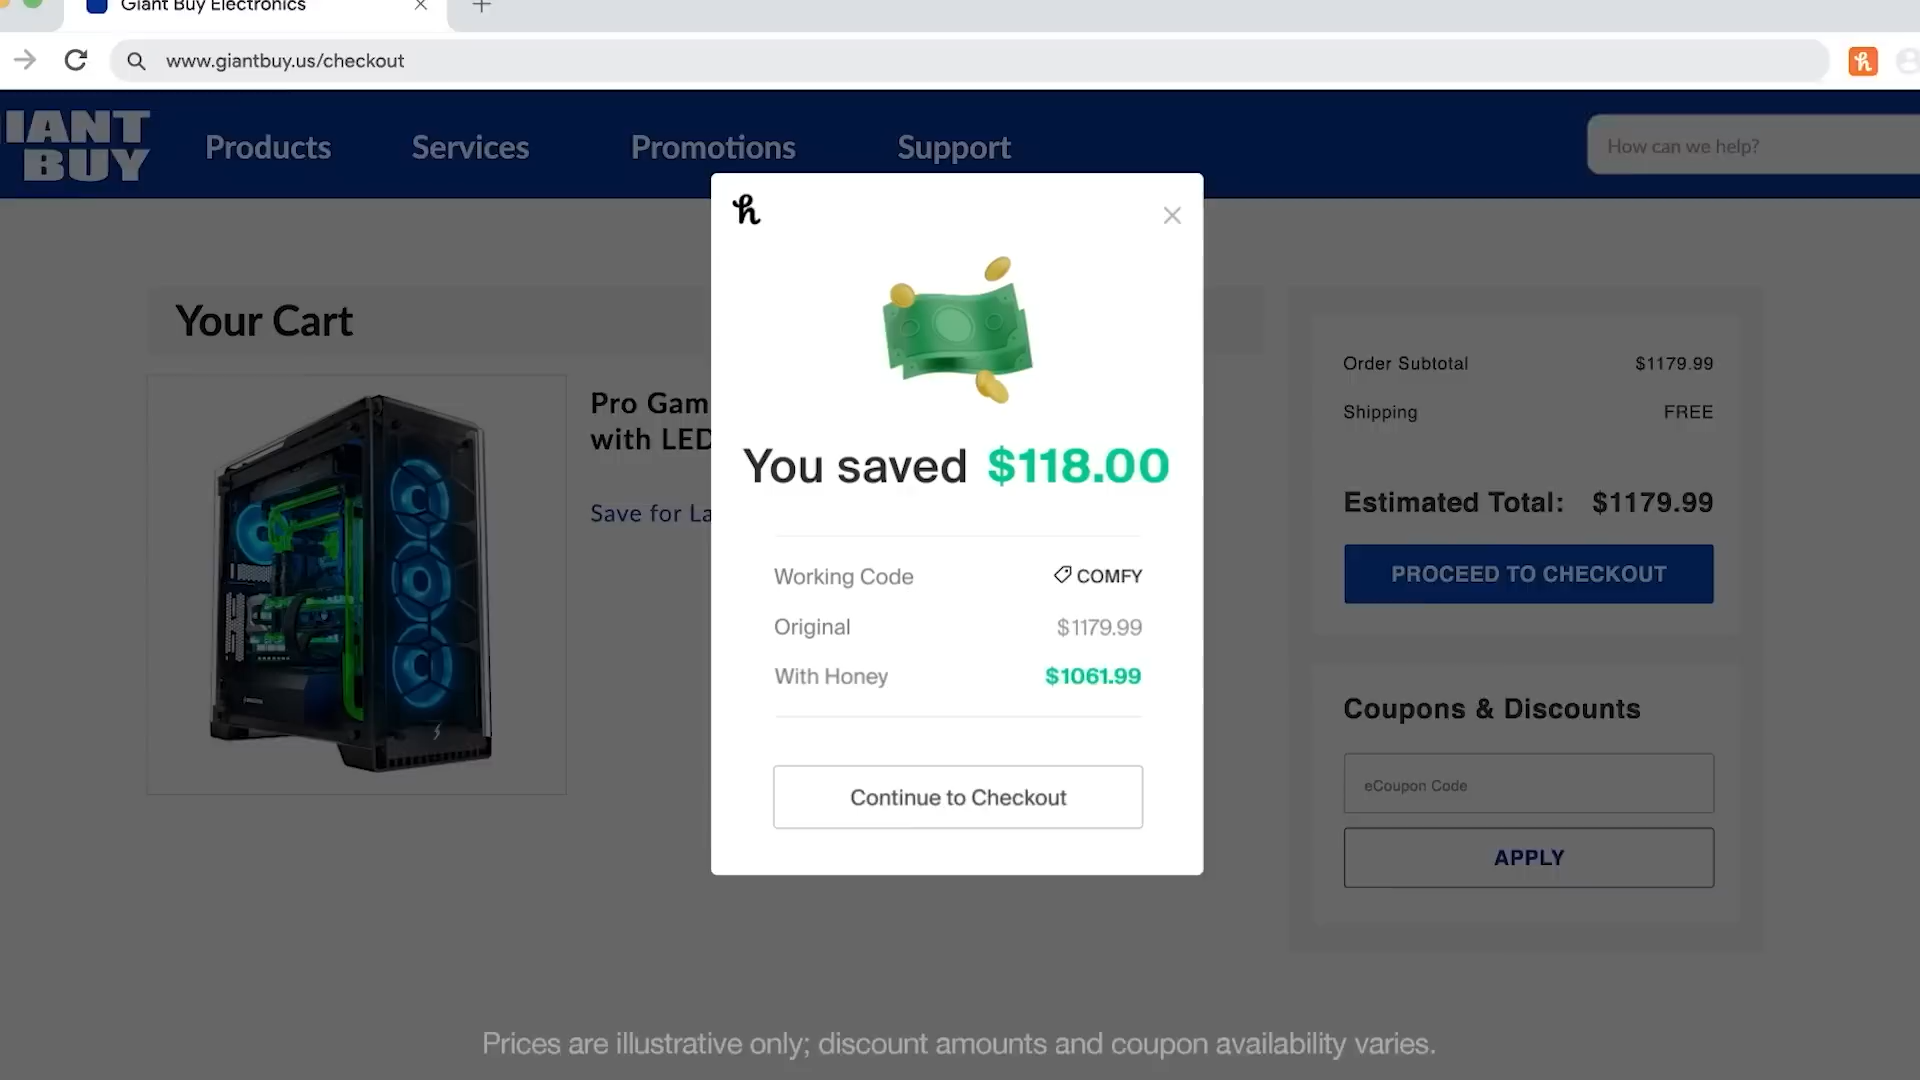 Giant Buy Electronics
www.giantbuy.us/checkout
IANT
BUY
Products
Services
Promotions
Support
How can we help?
Your Cart
Pro Gam
with LED
Save for La
h
You saved $118.00
Working Code COMFY
Original $1179.99
With Honey $1061.99
Continue to Checkout
Order Subtotal $1179.99
Shipping FREE
Estimated Total: $1179.99
PROCEED TO CHECKOUT
Coupons & Discounts
eCoupon Code
APPLY
Prices are illustrative only; discount amounts and coupon availability varies.